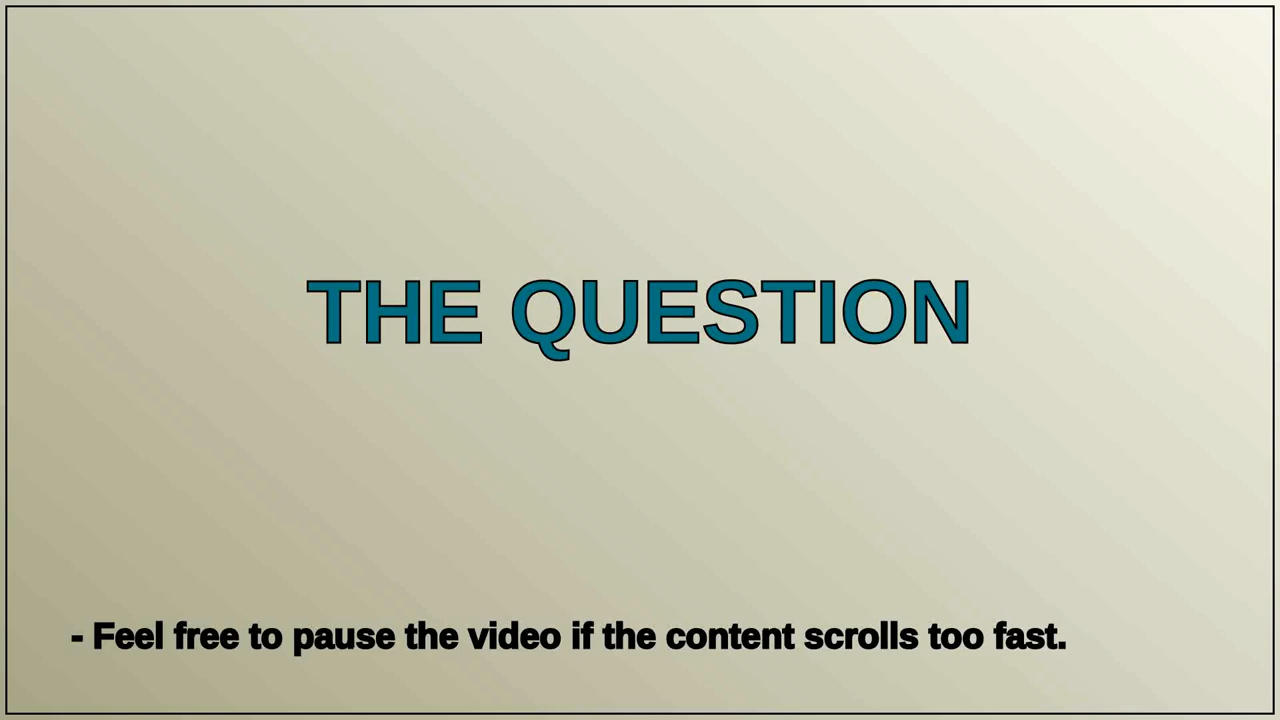 THE QUESTION
- Feel free to pause the video if the content scrolls too fast.